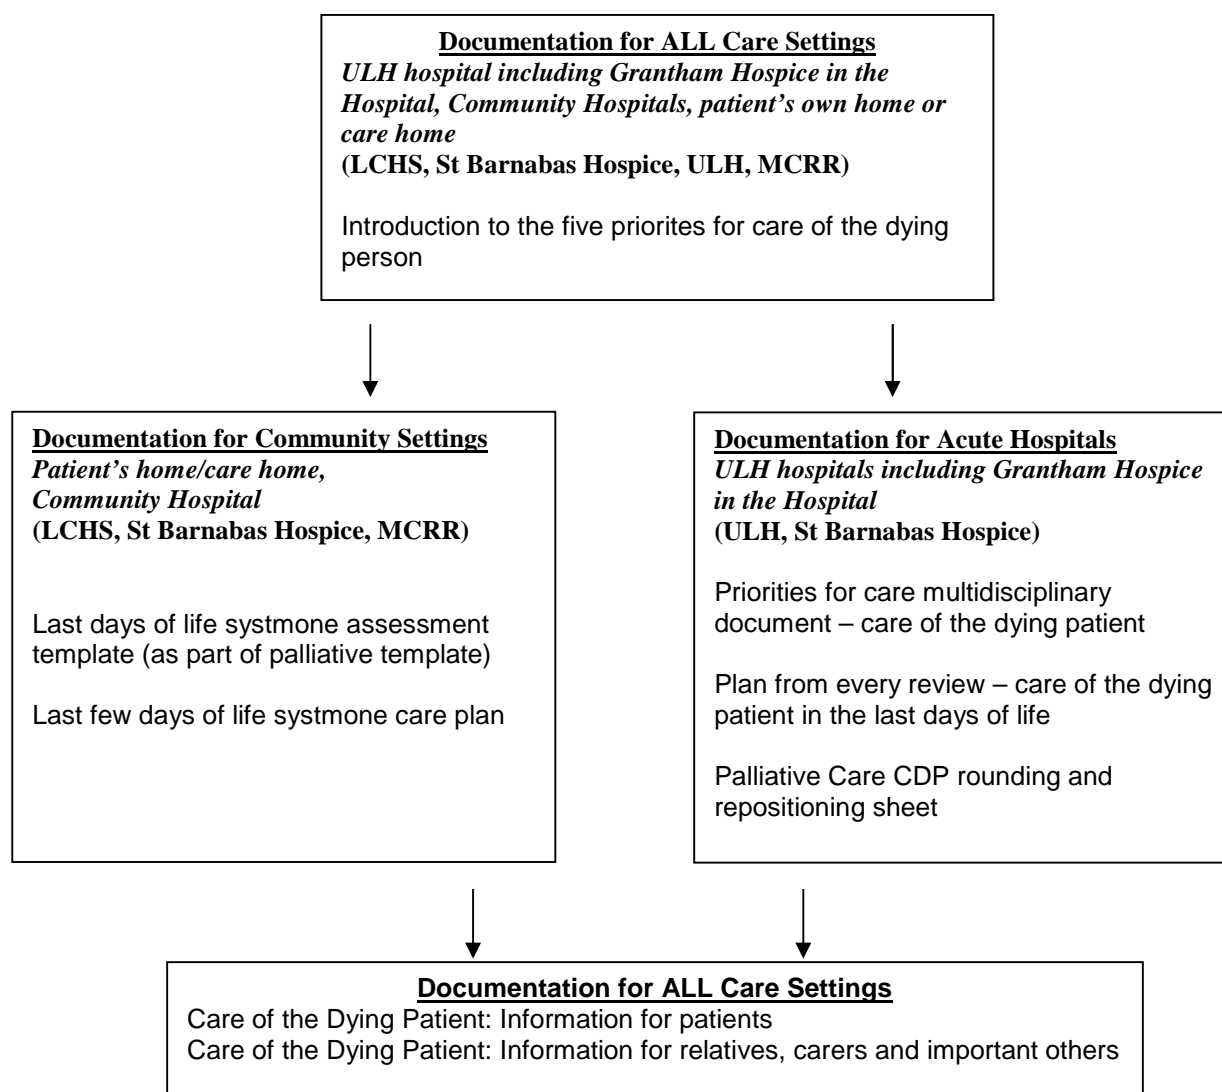 Documentation for ALL Care Settings
ULH hospital including Grantham Hospice in the
Hospital, Community Hospitals, patient’s own home or
care home
(LCHS, St Barnabas Hospice, ULH, MCRR)
Introduction to the five priorites for care of the dying
person
Documentation for Community Settings
Patient’s home/care home,
Community Hospital
(LCHS, St Barnabas Hospice, MCRR)
Last days of life systmone assessment
template (as part of palliative template)
Last few days of life systmone care plan
Documentation for Acute Hospitals
ULH hospitals including Grantham Hospice
in the Hospital
(ULH, St Barnabas Hospice)
Priorities for care multidisciplinary
document – care of the dying patient
Plan from every review – care of the dying
patient in the last days of life
Palliative Care CDP rounding and
repositioning sheet
Documentation for ALL Care Settings
Care of the Dying Patient: Information for patients
Care of the Dying Patient: Information for relatives, carers and important others